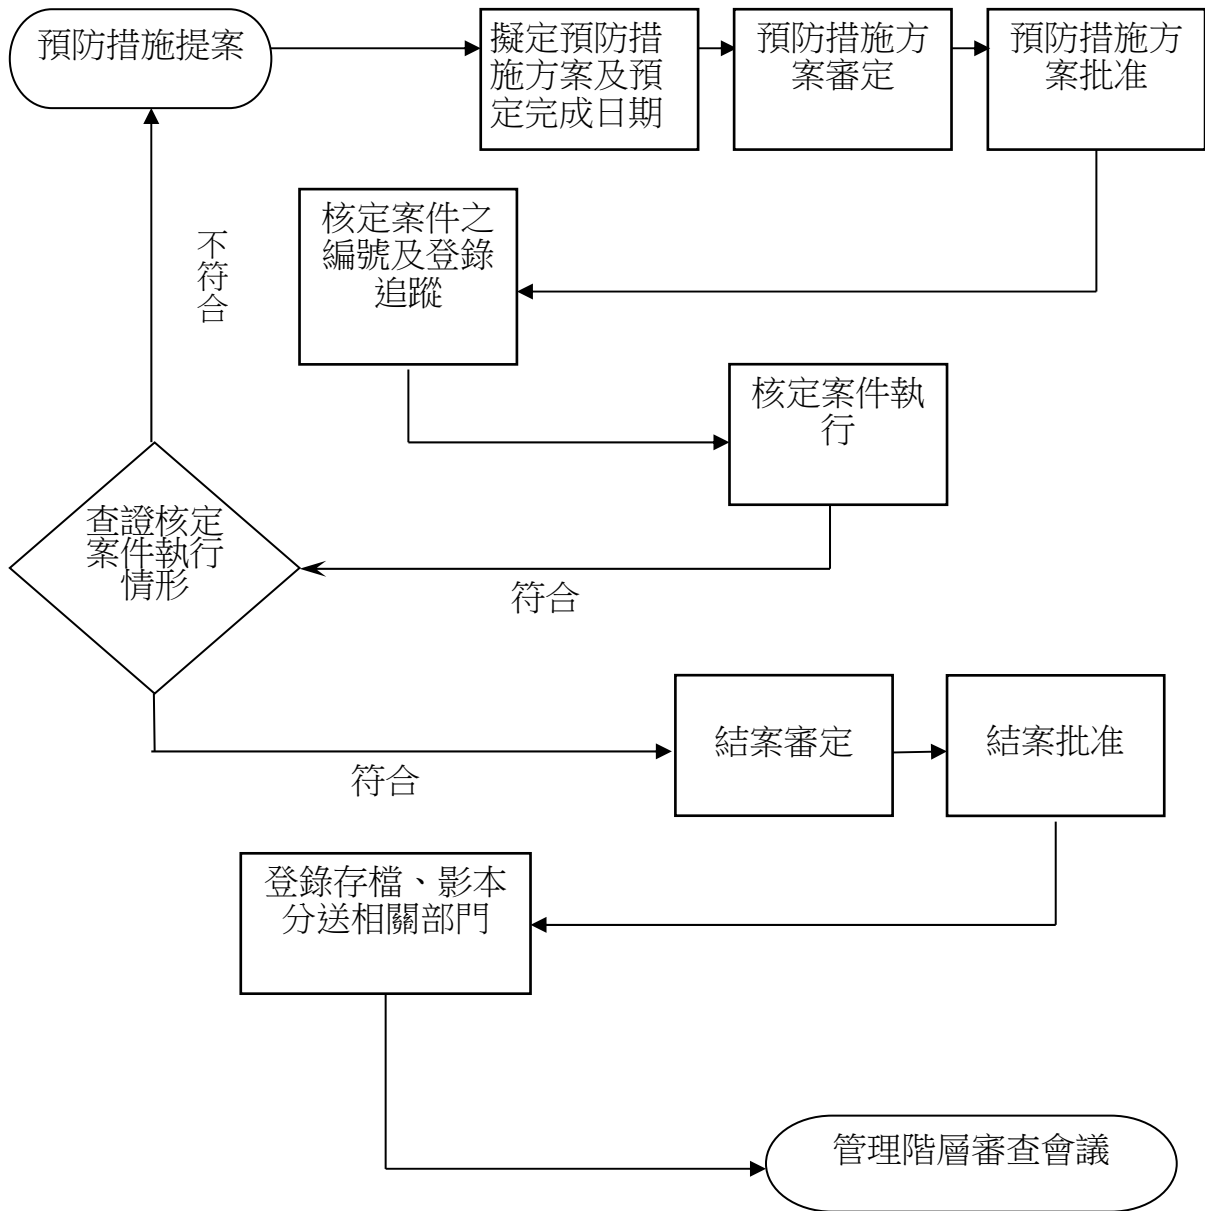 預防措施提案
擬定預防措
施方案及預
定完成日期
預防措施方
案審定
預防措施方
案批准
核定案件之
編號及登錄
追蹤
不符合
核定案件執
行
查證核定
案件執行
情形
符合
結案審定
結案批准
符合
登錄存檔、影本
分送相關部門
管理階層審查會議